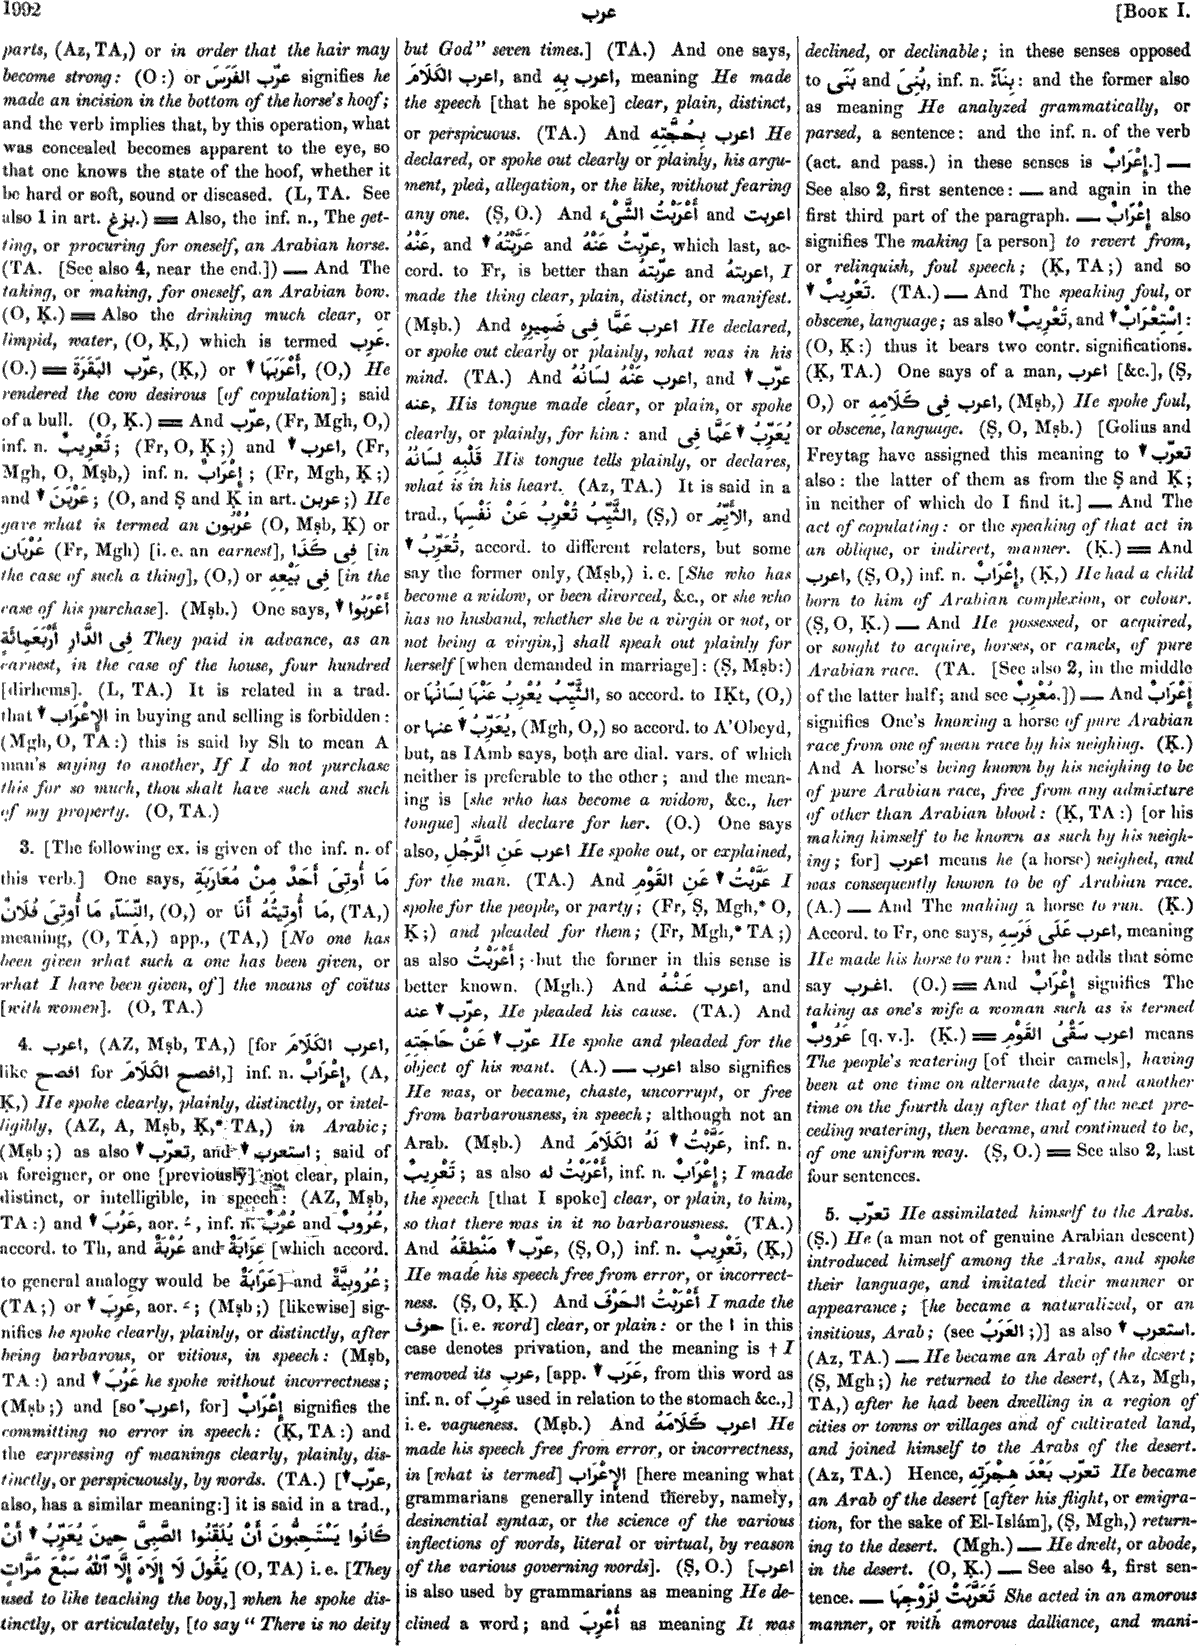 1992
عرب
[Book I.
parts, (Az, TA,) or in order that the hair may
become strong: (O:) or عرّب الفَرَسَ signifies he
made an incision in the bottom of the horse's hoof;
and the verb implies that, by this operation, what
was concealed becomes apparent to the eye, so
that one knows the state of the hoof, whether it
be hard or soft, sound or diseased. (L, TA. See
also 1 in art. بزغ.) ═ Also, the inf. n., The get-
ting, or procuring for oneself, an Arabian horse.
(TA. [See also 4, near the end.]) — And The
taking, or making, for oneself, an Arabian bow.
(O, Ḳ.) ═ Also the drinking much clear, or
limpid, water, (O, Ḳ,) which is termed عَرِب.
(O.) ═ عرّب البَقَرَةَ, (Ḳ,) or ▼ أَعْرَبَهَا, (O,) He
rendered the cow desirous [of copulation]; said
of a bull. (O, Ḳ.) ═ And عرّب, (Fr, Mgh, O,)
inf. n. تَعْرِيبٌ; (Fr, O, Ḳ;) and ▼ اعرب, (Fr,
Mgh, O, Mṣb,) inf. n. إِعْرَابٌ; (Fr, Mgh, Ḳ;)
and ▼ عَرْبَنَ; (O, and Ṣ and Ḳ in art. عربن;) He
gave what is termed an عُرْبُون (O, Mṣb, Ḳ) or
عُرْبَان (Fr, Mgh) [i. e. an earnest], فِى كَذَا [in
the case of such a thing], (O,) or فِى بَيْعِهِ [in the
case of his purchase]. (Mṣb.) One says, ▼ أَعْرَبُوا
فِى الدَّارِ أَرْبَعَمِائَةٍ They paid in advance, as an
earnest, in the case of the house, four hundred
[dirhems]. (L, TA.) It is related in a trad.
that ▼ الإِعْرَاب in buying and selling is forbidden:
(Mgh, O, TA:) this is said by Sh to mean A
man's saying to another, If I do not purchase
this for so much, thou shalt have such and such
of my property. (O, TA.)
3. [The following ex. is given of the inf. n. of
this verb.] One says, مَا أُوتِىَ أَحَدٌ مِنْ مُعَارَبَةِ
النِّسَآءِ مَا أُوتِىَ فُلَانٌ, (O,) or مَا أُوتِيتُهُ أَنَا, (TA,)
meaning, (O, TA,) app., (TA,) [No one has
been given what such a one has been given, or
what I have been given, of] the means of coïtus
[with women]. (O, TA.)
4. اعرب, (AZ, Mṣb, TA,) [for اعرب الكَلَامَ,
like افصح for افصح الكَلَامَ,] inf. n. إِعْرَابٌ, (A,
Ḳ,) He spoke clearly, plainly, distinctly, or intel-
ligibly, (AZ, A, Mṣb, Ḳ,* TA,) in Arabic;
(Mṣb;) as also ▼ تعرّب, and ▼ استعرب; said of
a foreigner, or one [previously] not clear, plain,
distinct, or intelligible, in speech: (AZ, Mṣb,
TA:) and ▼ عَرُبَ, aor. ـُ, inf. n. عُرْبٌ and عُرُوبٌ,
accord. to Th, and عُرْبَةٌ and عَرَابَةٌ [which accord.
to general analogy would be عَرَابَةٌ] and عُرُوبِيَّةٌ;
(TA;) or ▼ عَرِبَ, aor. ـَ; (Mṣb;) [likewise] sig-
nifies he spoke clearly, plainly, or distinctly, after
being barbarous, or vitious, in speech: (Mṣb,
TA:) and ▼ عَرُبَ he spoke without incorrectness;
(Mṣb;) and [so ▼ اعرب, for] إِعْرَابٌ signifies the
committing no error in speech: (Ḳ, TA:) and
the expressing of meanings clearly, plainly, dis-
tinctly, or perspicuously, by words. (TA.) [▼ عرّب,
also, has a similar meaning:] it is said in a trad.,
كَانُوا يَسْتَحِبُّونَ أَنْ يُلَقِّنُوا الصَّبِىَّ حِينَ يُعَرِّبُ ▼ أَنْ
يَقُولَ لَا إِلَاهَ إِلَّا ٱللّٰهُ سَبْعَ مَرَّاتٍ (O, TA) i. e. [They
used to like teaching the boy,] when he spoke dis-
tinctly, or articulately, [to say "There is no deity
but God" seven times.] (TA.) And one says,
اعرب الكَلَامَ, and اعرب بِهِ, meaning He made
the speech [that he spoke] clear, plain, distinct,
or perspicuous. (TA.) And اعرب بِحُجَّتِهِ He
declared, or spoke out clearly or plainly, his argu-
ment, plea, allegation, or the like, without fearing
any one. (Ṣ, O.) And أَعْرَبْتُ الشَّىْءَ and اعربت
عَنْهُ, and ▼ عَرَّبْتُهُ and عرّبتُ عَنْهُ, which last, ac-
cord. to Fr, is better than عرّبته and اعربتهُ, I
made the thing clear, plain, distinct, or manifest.
(Mṣb.) And اعرب عَمَّا فِى ضَمِيرِهِ He declared,
or spoke out clearly or plainly, what was in his
mind. (TA.) And اعرب عَنْهُ لِسَانُهُ, and ▼ عرّب
عنه, His tongue made clear, or plain, or spoke
clearly, or plainly, for him: and يُعَرِّبُ ▼ عَمَّا فِى
قَلْبِهِ لِسَانُهُ His tongue tells plainly, or declares,
what is in his heart. (Az, TA.) It is said in a
trad., الثَّيِّبُ تُعْرِبُ عَنْ نَفْسِهَا, (Ṣ,) or الأَيِّم, and
▼ تُعَرِّبُ, accord. to different relaters, but some
say the former only, (Mṣb,) i. e. [She who has
become a widow, or been divorced, &c., or she who
has no husband, whether she be a virgin or not, or
not being a virgin,] shall speak out plainly for
herself [when demanded in marriage]: (Ṣ, Mṣb:)
or الثَّيِّبُ يُعْرِبُ عَنْهَا لِسَانُهَا, so accord. to IḲt, (O,)
or ▼ يُعَرِّبُ عنها, (Mgh, O,) so accord. to A'Obeyd,
but, as IAmb says, both are dial. vars. of which
neither is preferable to the other; and the mean-
ing is [she who has become a widow, &c., her
tongue] shall declare for her. (O.) One says
also, اعرب عَنِ الرَّجُلِ He spoke out, or explained,
for the man. (TA.) And عَرَّبْتُ ▼ عَنِ القَوْمِ I
spoke for the people, or party; (Fr, Ṣ, Mgh,* O,
Ḳ;) and pleaded for them; (Fr, Mgh,* TA;)
as also أَعْرَبْتُ; but the former in this sense is
better known. (Mgh.) And اعرب عَنْهُ, and
▼ عرّب عنه, He pleaded his cause. (TA.) And
▼ عرّب عَنْ حَاجَتِهِ He spoke and pleaded for the
object of his want. (A.) — اعرب also signifies
He was, or became, chaste, uncorrupt, or free
from barbarousness, in speech; although not an
Arab. (Mṣb.) And عَرَّبْتُ ▼ لَهُ الكَلَامَ, inf. n.
تَعْرِيبٌ; as also أَعْرَبْتُ له, inf. n. إِعْرَابٌ; I made
the speech [that I spoke] clear, or plain, to him,
so that there was in it no barbarousness. (TA.)
And عرّب ▼ مَنْطِقَهُ, (Ṣ, O,) inf. n. تَعْرِيبٌ, (Ḳ,)
He made his speech free from error, or incorrect-
ness. (Ṣ, O, Ḳ.) And أَعْرَبْتُ الحَرْفَ I made the
حرف [i. e. word] clear, or plain: or the ا in this
case denotes privation, and the meaning is † I
removed its عرب, [app. ▼ عَرَب, from this word as
inf. n. of عَرِبَ used in relation to the stomach &c.,]
i. e. vagueness. (Mṣb.) And اعرب كَلَامَهُ He
made his speech free from error, or incorrectness,
in [what is termed] الإِعْرَاب [here meaning what
grammarians generally intend thereby, namely,
desinential syntax, or the science of the various
inflections of words, literal or virtual, by reason
of the various governing words]. (Ṣ, O.) [اعرب
is also used by grammarians as meaning He de-
clined a word; and أُعْرِبَ as meaning It was
declined, or declinable; in these senses opposed
to بَنَى and بُنِىَ, inf. n. بِنَآءٌ: and the former also
as meaning He analyzed grammatically, or
parsed, a sentence: and the inf. n. of the verb
(act. and pass.) in these senses is إِعْرَابٌ.] —
See also 2, first sentence: — and again in the
first third part of the paragraph. — إِعْرَابٌ also
signifies The making [a person] to revert from,
or relinquish, foul speech; (Ḳ, TA;) and so
▼ تَعْرِيبٌ. (TA.) — And The speaking foul, or
obscene, language; as also ▼ تَعْرِيبٌ, and ▼ اِسْتِعْرَابٌ:
(O, Ḳ:) thus it bears two contr. significations.
(Ḳ, TA.) One says of a man, اعرب [&c.], (Ṣ,
O,) or اعرب فِى كَلَامِهِ, (Mṣb,) He spoke foul,
or obscene, language. (Ṣ, O, Mṣb.) [Golius and
Freytag have assigned this meaning to ▼ تعرّب
also: the latter of them as from the Ṣ and Ḳ;
in neither of which do I find it.] — And The
act of copulating: or the speaking of that act in
an oblique, or indirect, manner. (Ḳ.) ═ And
اعرب, (Ṣ, O,) inf. n. إِعْرَابٌ, (Ḳ,) He had a child
born to him of Arabian complexion, or colour.
(Ṣ, O, Ḳ.) — And He possessed, or acquired,
or sought to acquire, horses, or camels, of pure
Arabian race. (TA. [See also 2, in the middle
of the latter half; and see مُعْرِبٌ.]) — And إِعْرَابٌ
signifies One's knowing a horse of pure Arabian
race from one of mean race by his neighing. (Ḳ.)
And A horse's being known by his neighing to be
of pure Arabian race, free from any admixture
of other than Arabian blood: (Ḳ, TA:) [or his
making himself to be known as such by his neigh-
ing; for] اعرب means he (a horse) neighed, and
was consequently known to be of Arabian race.
(A.) — And The making a horse to run. (Ḳ.)
Accord. to Fr, one says, اعرب عَلَى فَرَسِهِ, meaning
He made his horse to run: but he adds that some
say اغرب. (O.) ═ And إِعْرَابٌ signifies The
taking as one's wife a woman such as is termed
عَرُوبٌ [q. v.]. (Ḳ.) ═ اعرب سَقْىُ القَوْمِ means
The people's watering [of their camels], having
been at one time on alternate days, and another
time on the fourth day after that of the next pre-
ceding watering, then became, and continued to be,
of one uniform way. (Ṣ, O.) ═ See also 2, last
four sentences.
5. تعرّب He assimilated himself to the Arabs.
(Ṣ.) He (a man not of genuine Arabian descent)
introduced himself among the Arabs, and spoke
their language, and imitated their manner or
appearance; [he became a naturalized, or an
insitious, Arab; (see العَرَبُ;)] as also ▼ استعرب.
(Az, TA.) — He became an Arab of the desert;
(Ṣ, Mgh;) he returned to the desert, (Az, Mgh,
TA,) after he had been dwelling in a region of
cities or towns or villages and of cultivated land,
and joined himself to the Arabs of the desert.
(Az, TA.) Hence, تعرّب بَعْدَ هِجْرَتِهِ He became
an Arab of the desert [after his flight, or emigra-
tion, for the sake of El-Islám], (Ṣ, Mgh,) return-
ing to the desert. (Mgh.) — He dwelt, or abode,
in the desert. (O, Ḳ.) — See also 4, first sen-
tence. — تَعَرَّبَتْ لِزَوْجِهَا She acted in an amorous
manner, or with amorous dalliance, and mani-